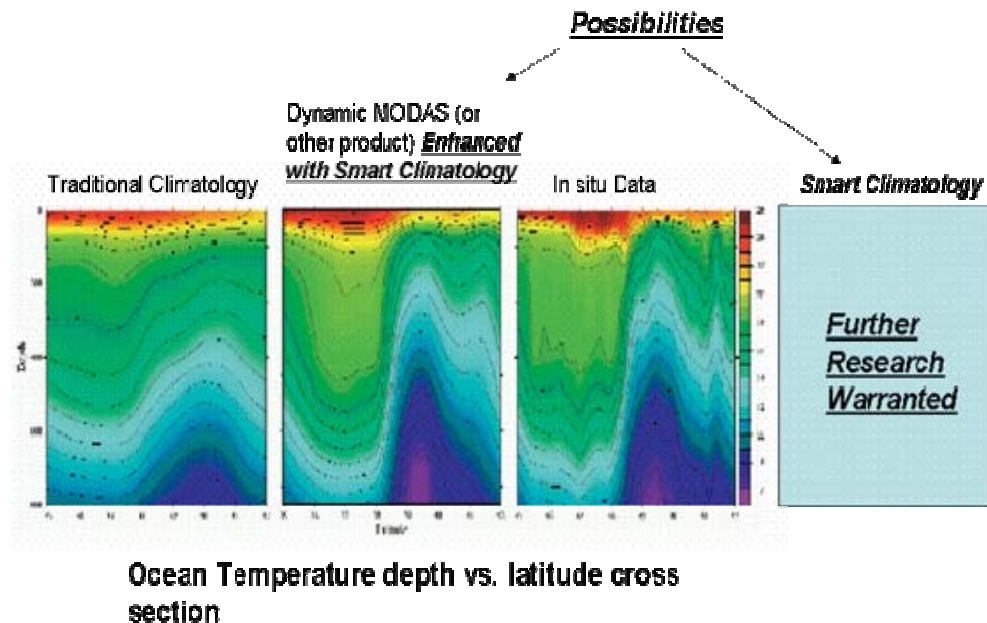 Possibilities
Dynamic MODAS (or
other product) Enhanced
with Smart Climatology
Traditional Climatology
In situ Data
Smart Climatology
Further
Research
Warranted
Ocean Temperature depth vs. latitude cross
section